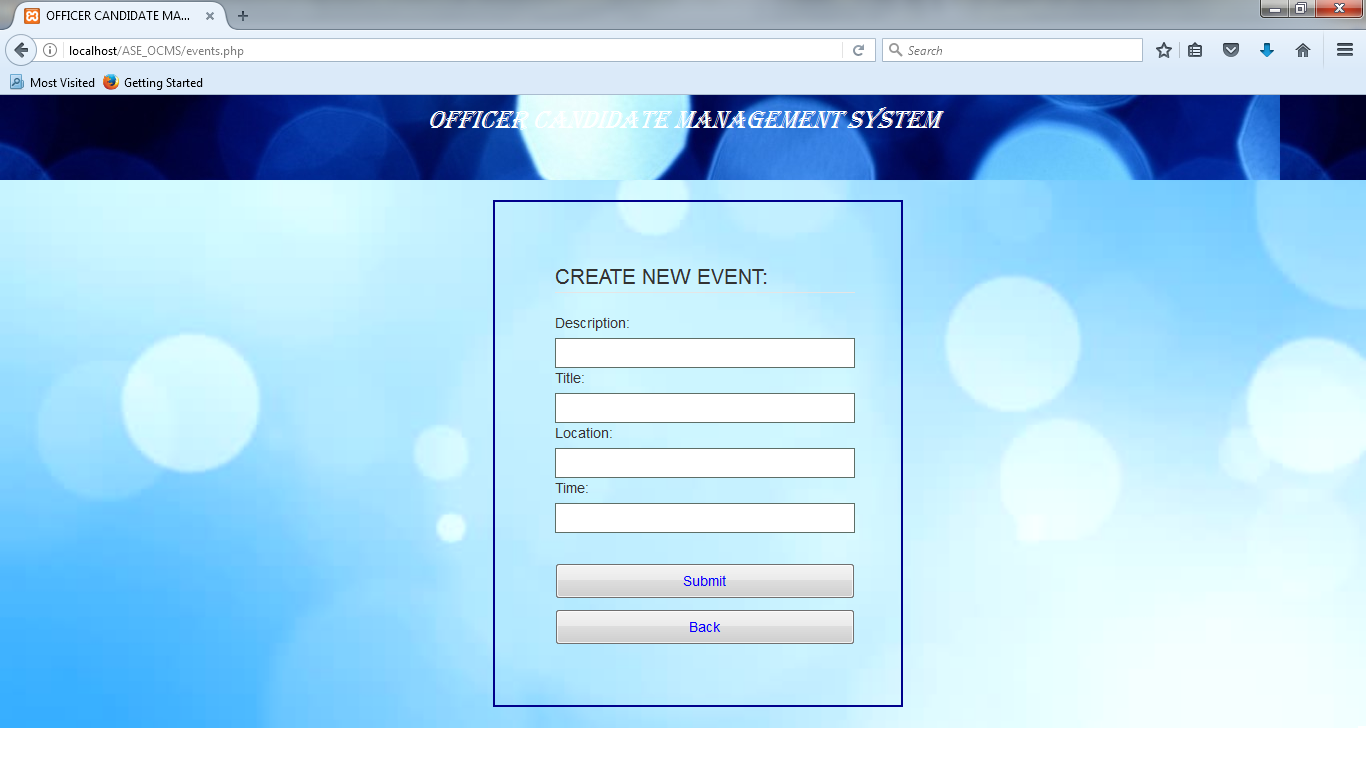 OFFICER CANDIDATE MA...
localhost/ASE_OCMS/events.php
Search
Most Visited
Getting Started
OFFICER CANDIDATE MANAGEMENT SYSTEM
CREATE NEW EVENT:
Description:
Title:
Location:
Time:
Submit
Back